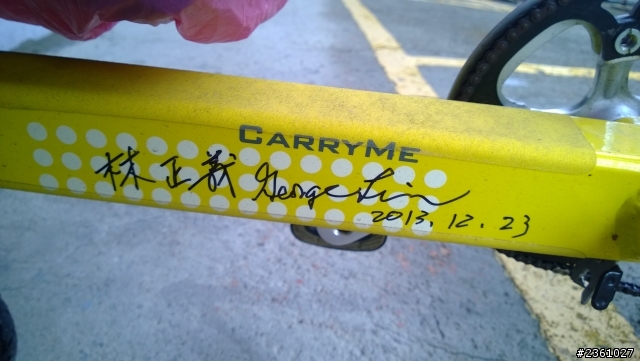 CARRYME
林正義 George Lin
2013.12.23
#2361027